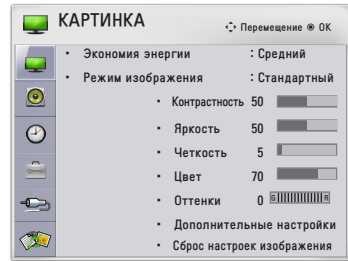 КАРТИНКА Перемещение OK
• Экономия энергии : Средний
• Режим изображения : Стандартный
• Контрастность 50
• Яркость 50
• Четкость 5
• Цвет 70
• Оттенки 0 G R
• Дополнительные настройки
• Сброс настроек изображения